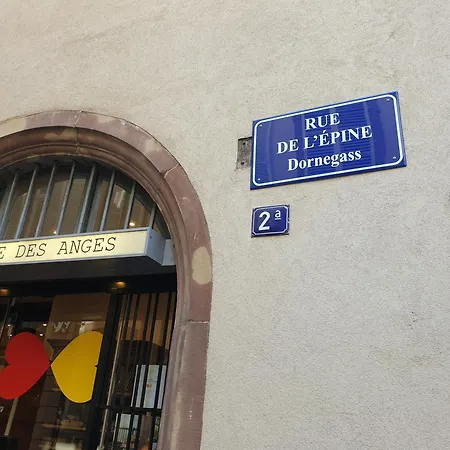 RUE
DE L'ÉPINE
Dornegass
2a
DES ANGES